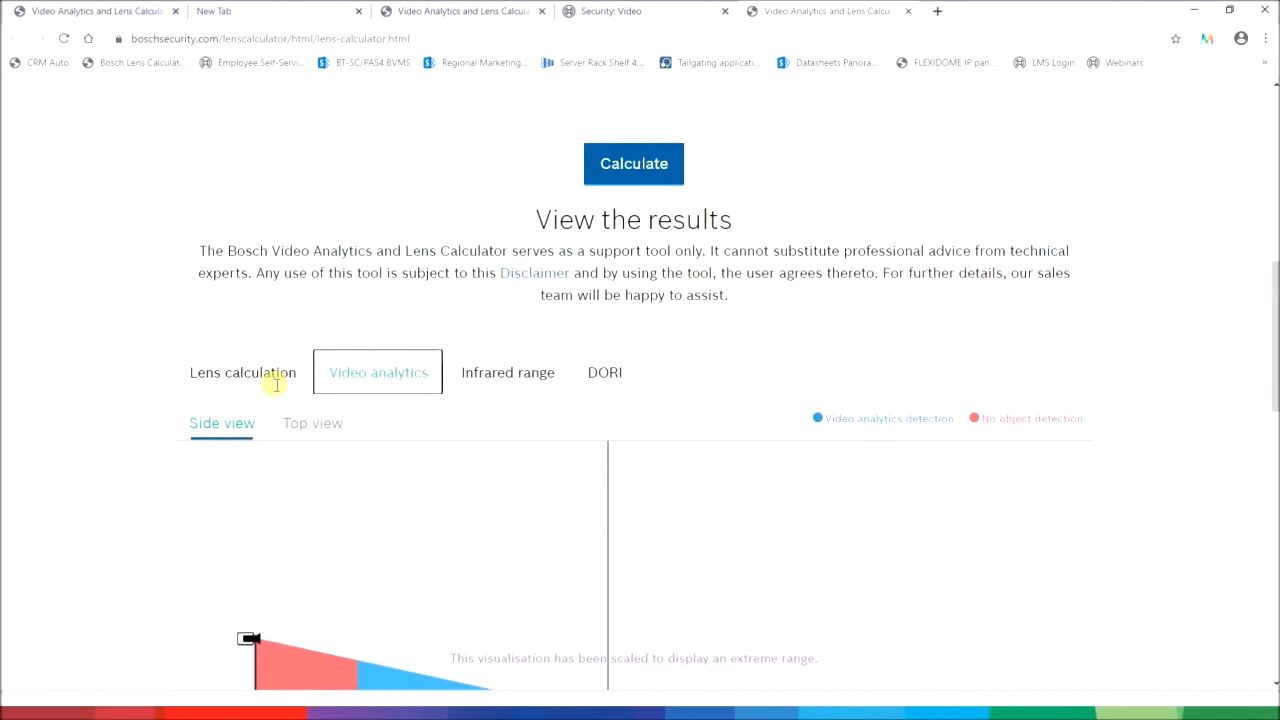 Video Analytics and Lens Calcula
New Tab
Video Analytics and Lens Calcula
Security: Video
Video Analytics and Lens Calcu
boschsecurity.com/lenscalculator/html/lens-calculator.html
CRM Auto
Bosch Lens Calculat...
Employee Self-Servi...
BT-SC/PAS4 BVMS
Regional Marketing...
Server Rack Shelf 4...
Tailgating applicati...
Datasheets Panora...
FLEXIDOME IP pan...
LMS Login
Webinars
»
Calculate
View the results
The Bosch Video Analytics and Lens Calculator serves as a support tool only. It cannot substitute professional advice from technical
experts. Any use of this tool is subject to this Disclaimer and by using the tool, the user agrees thereto. For further details, our sales
team will be happy to assist.
Lens calculation
Video analytics
Infrared range
DORI
Side view
Top view
Video analytics detection
No object detection
This visualisation has been scaled to display an extreme range.